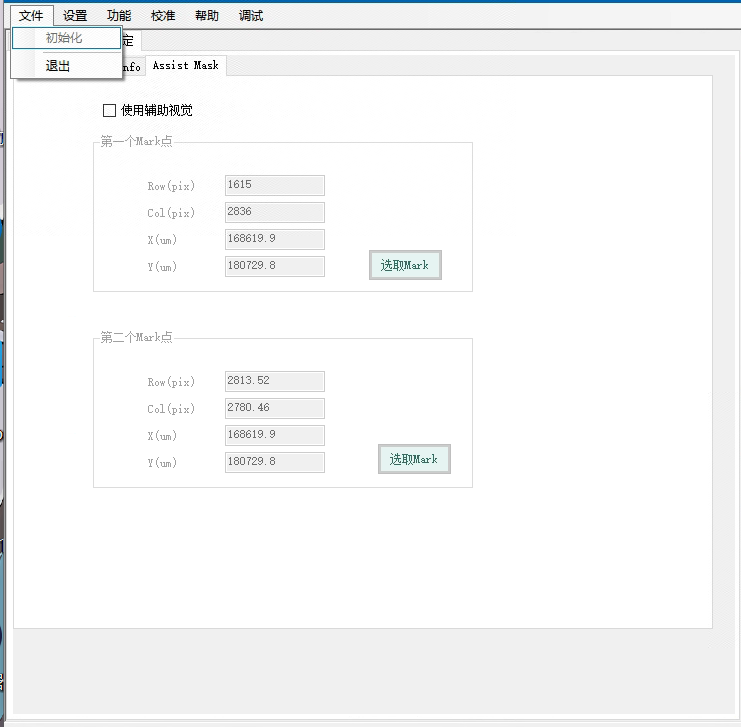 文件 设置 功能 校准 帮助 调试
初始化
定
退出
nfo Assist Mask
使用辅助视觉
第一个Mark点
Row(pix) 1615
Col(pix) 2836
X(um) 168619.9
Y(um) 180729.8 选取Mark
第二个Mark点
Row(pix) 2813.52
Col(pix) 2780.46
X(um) 168619.9
Y(um) 180729.8 选取Mark